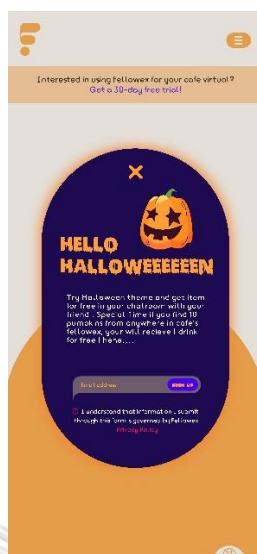 Interested in using Fellowex for your cafe virtual?
Get a 30-day free trial!
HELLO
HALLOWEEEEEEN
Try Halloween theme and get item
for free in your chatroom with your
friend. Special Time if you find 10
pumpkins from anywhere in cafe's
fellowex, your will recieve 1 drink
for free 1 here....
Email address
SIGN UP
I understand that information I submit
through this form is governed by Fellowex
Privacy Policy